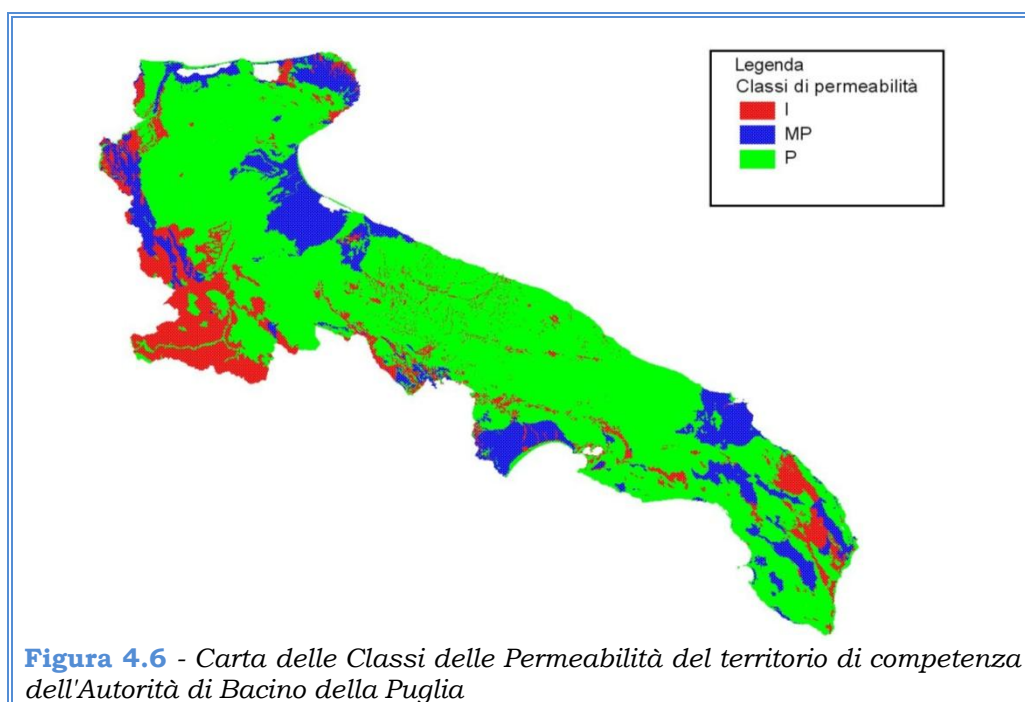 Legenda
Classi di permeabilità
I
MP
P
Figura 4.6 - Carta delle Classi delle Permeabilità del territorio di competenza
dell'Autorità di Bacino della Puglia